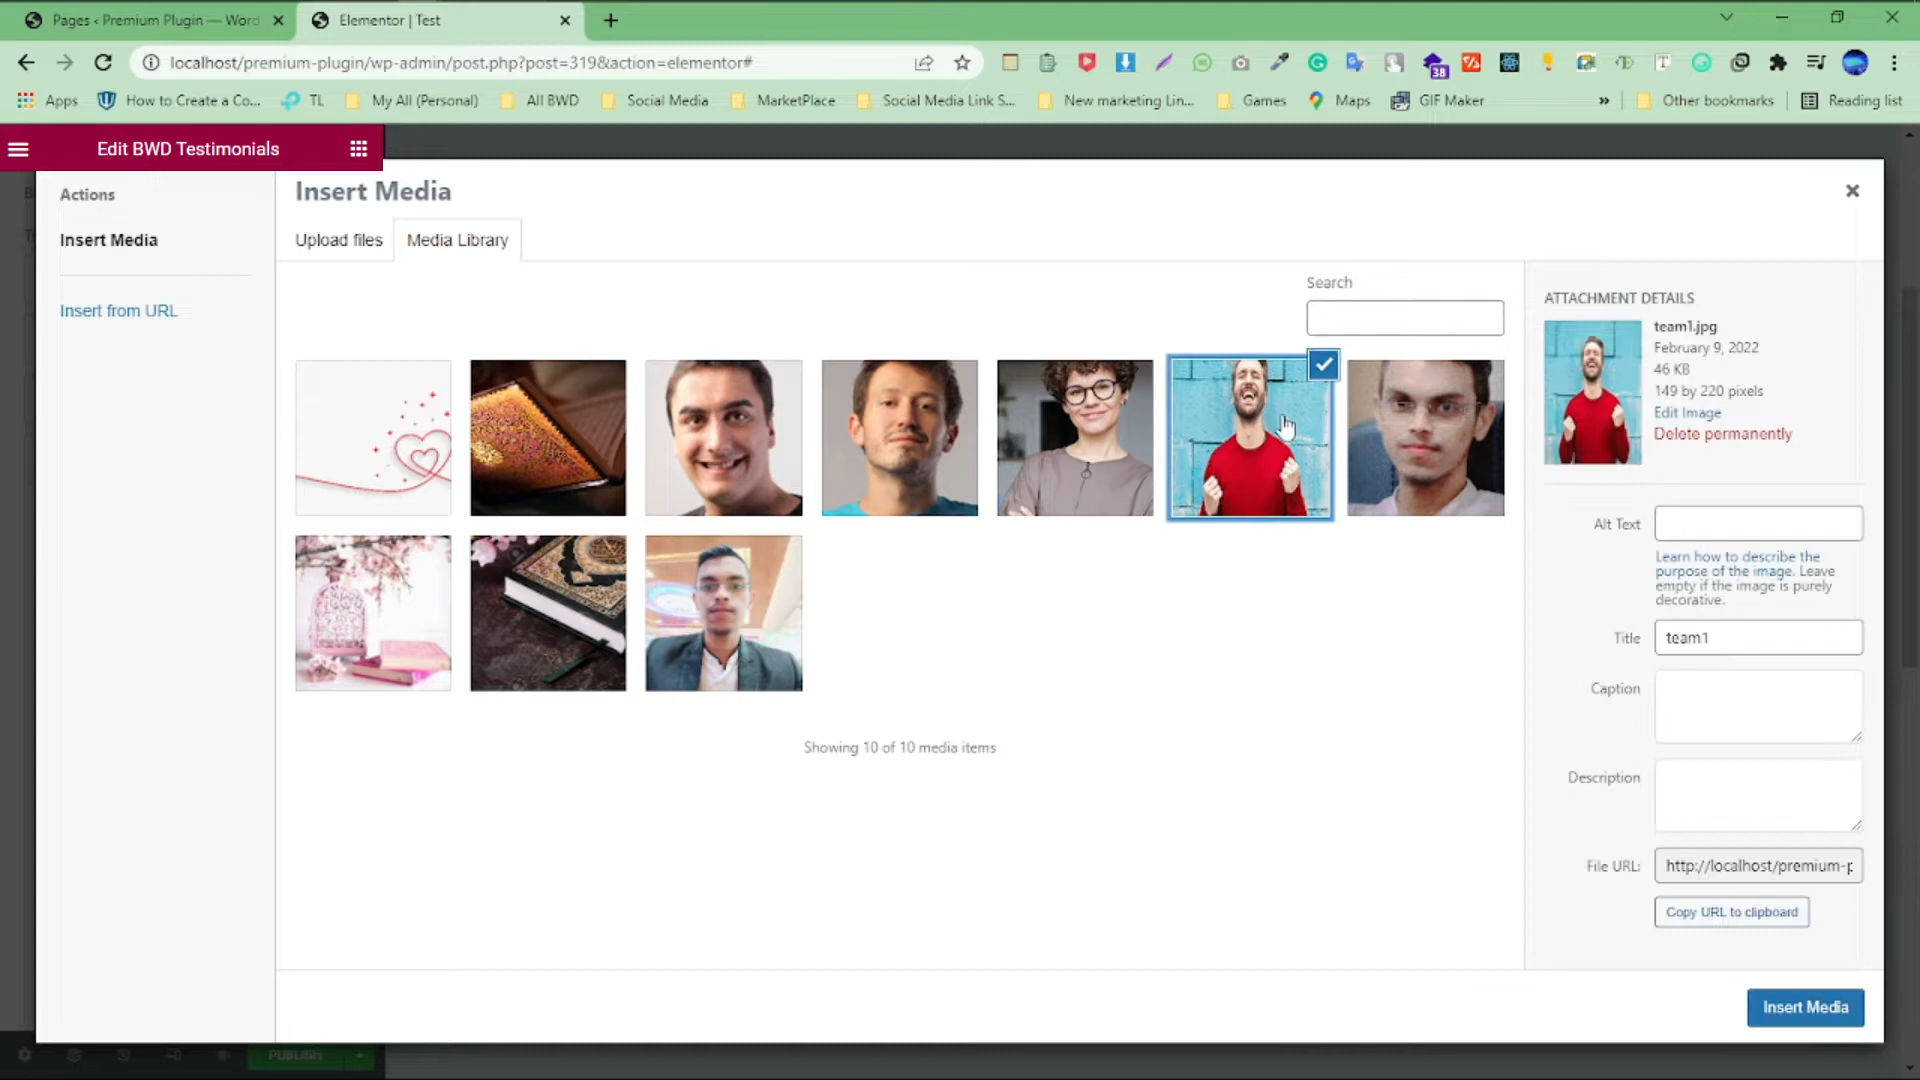 Pages ‹ Premium Plugin — Word
Elementor | Test
localhost/premium-plugin/wp-admin/post.php?post=319&action=elementor#
38
Apps
How to Create a Co...
TL
My All (Personal)
All BWD
Social Media
MarketPlace
Social Media Link S...
New marketing Lin...
Games
Maps
GIF Maker
»
Other bookmarks
Reading list
Edit BWD Testimonials
Actions
Insert Media
Insert from URL
Insert Media
Upload files
Media Library
Search
Showing 10 of 10 media items
ATTACHMENT DETAILS
team1.jpg
February 9, 2022
46 KB
149 by 220 pixels
Edit Image
Delete permanently
Alt Text
Learn how to describe the
purpose of the image. Leave
empty if the image is purely
decorative.
Title
team1
Caption
Description
File URL:
http://localhost/premium-p
Copy URL to clipboard
Insert Media
PUBLISH